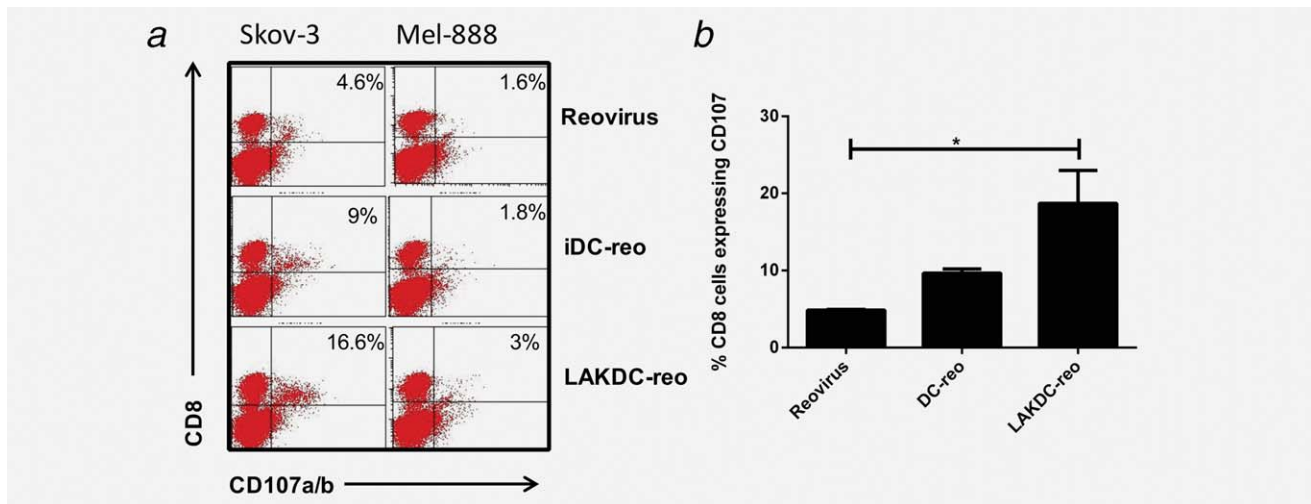 a
Skov-3 Mel-888
CD8
4.6% 1.6% Reovirus
9% 1.8% iDC-reo
16.6% 3% LAKDC-reo
CD107a/b
b
% CD8 cells expressing CD107
30
20
10
0
*
Reovirus DC-reo LAKDC-reo